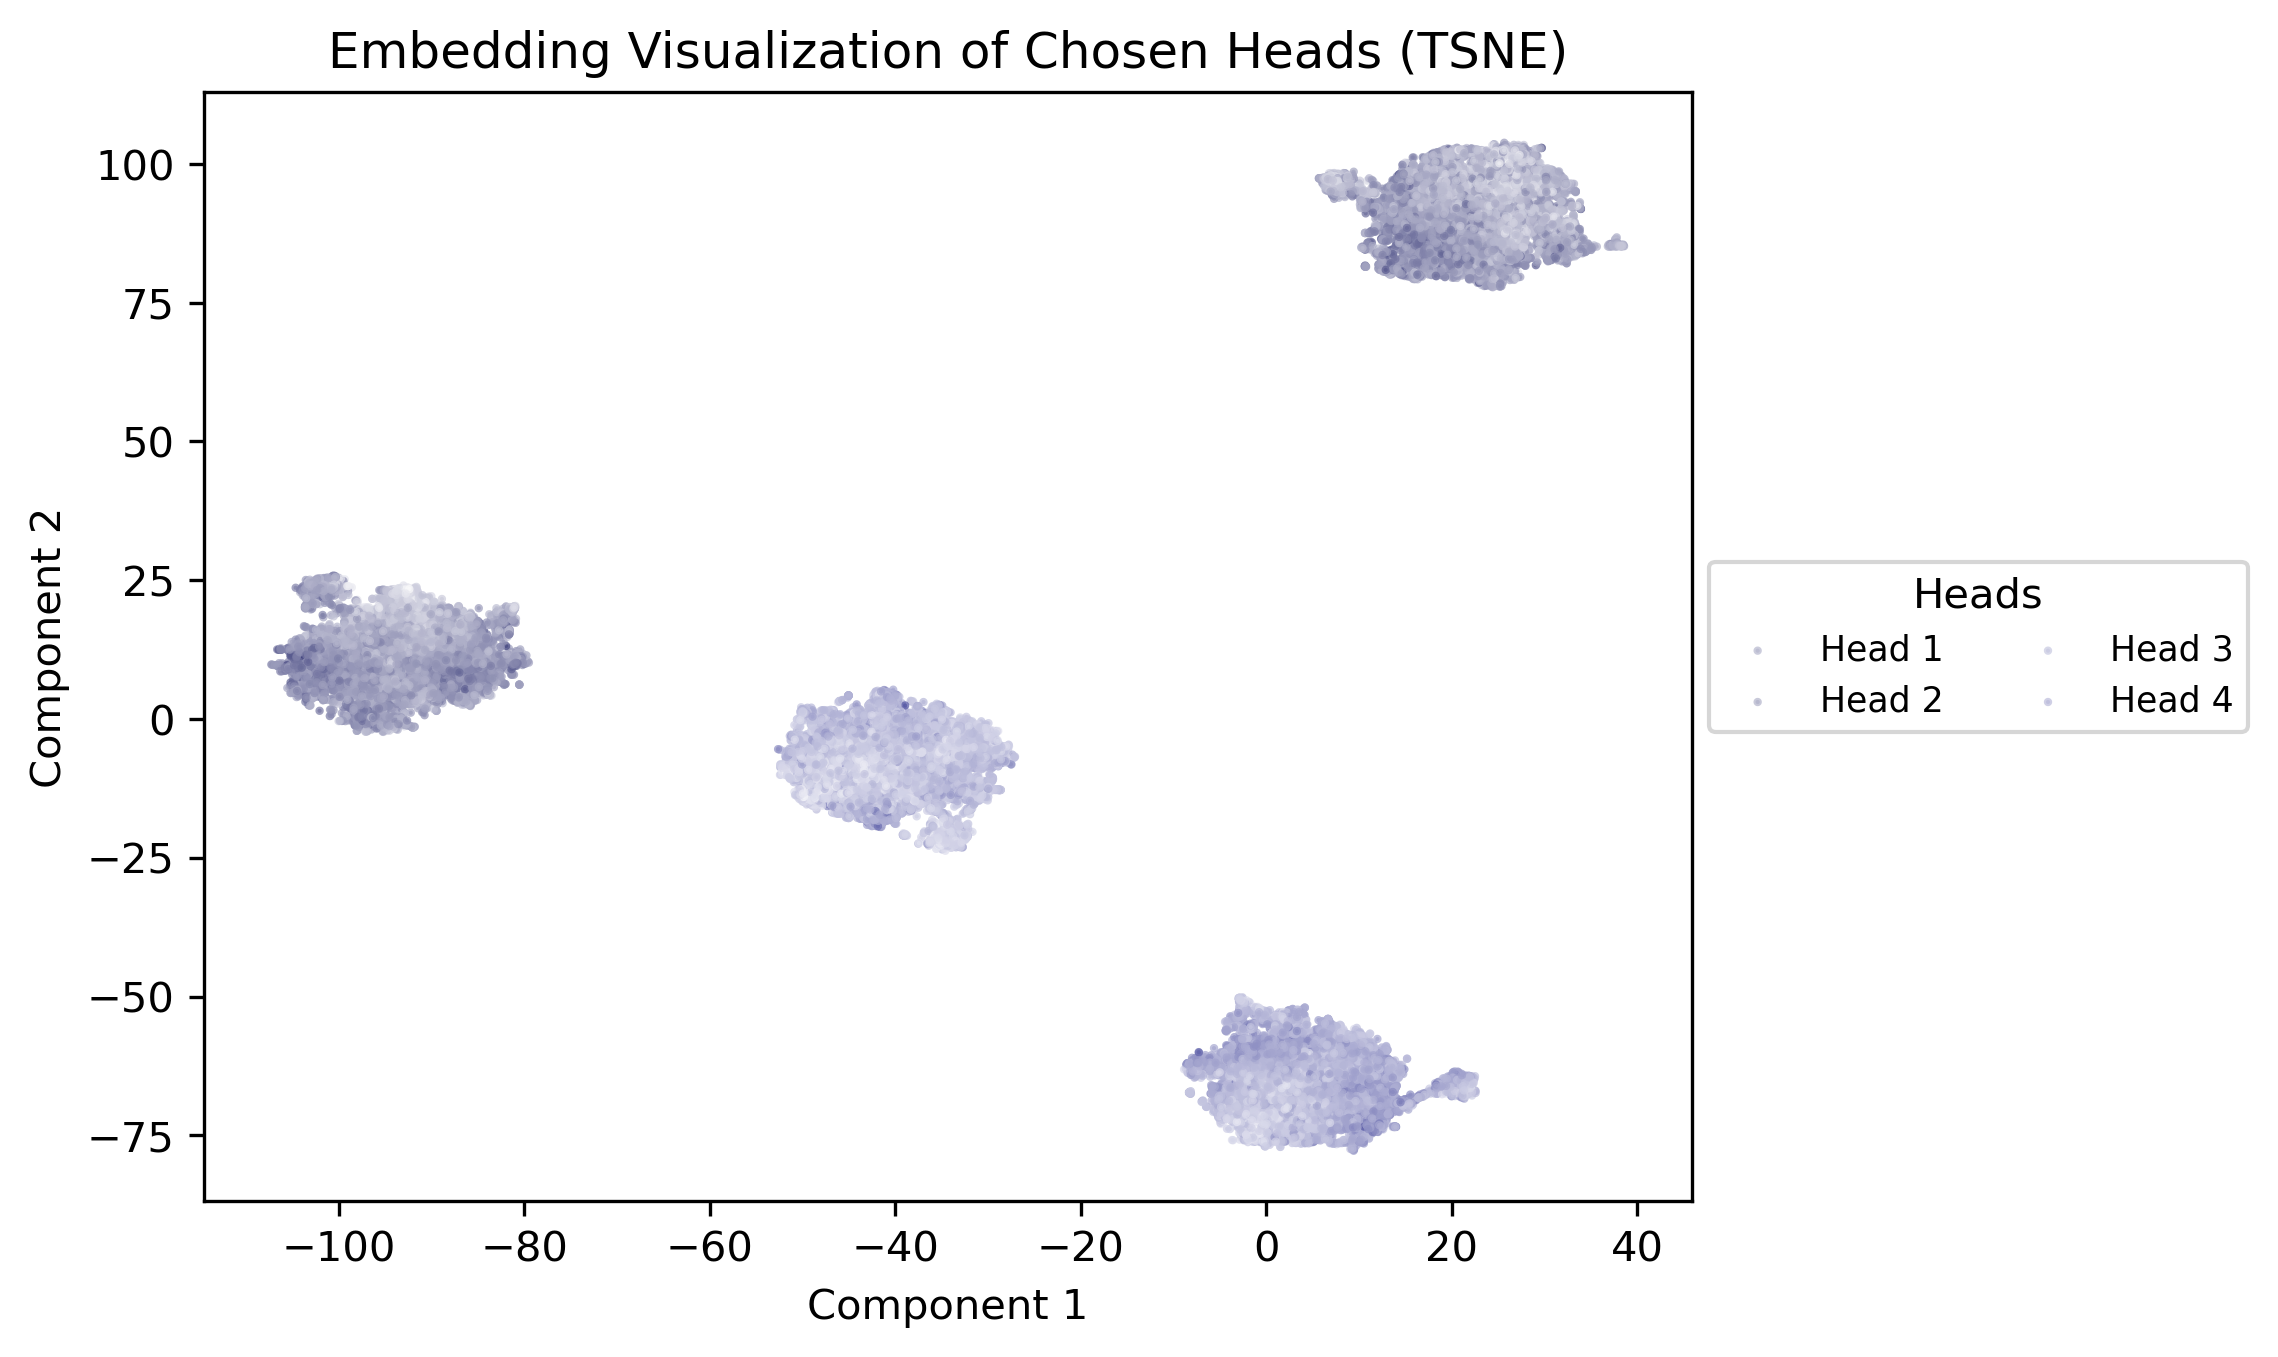 Embedding Visualization of Chosen Heads (TSNE)
100
75
50
25
0
−25
−50
−75
Component 2
−100
−80
−60
−40
−20
0
20
40
Component 1
Heads
Head 1
Head 2
Head 3
Head 4